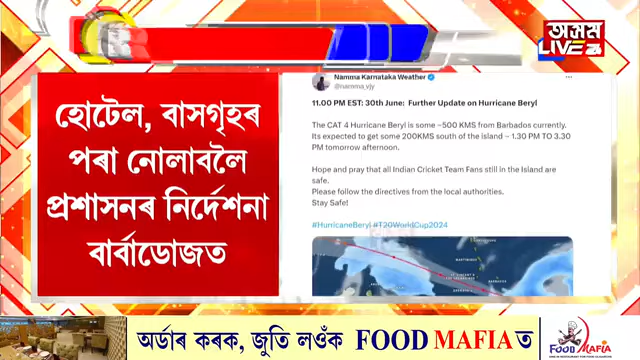 অসম
LIVE 24
হোটেল, বাসগৃহৰ
পৰা নোলাবলৈ
প্ৰশাসনৰ নিৰ্দেশনা
বাৰ্বাডোজত
Namma Karnataka Weather
@namma_vjy
11.00 PM EST: 30th June: Further Update on Hurricane Beryl
The CAT 4 Hurricane Beryl is some ~500 KMS from Barbados currently.
Its expected to get some 200KMS south of the island ~ 1.30 PM TO 3.30
PM tomorrow afternoon.
Hope and pray that all Indian Cricket Team Fans still in the Island are
safe.
Please follow the directives from the local authorities.
Stay Safe!
#HurricaneBeryl #T20WorldCup2024
অৰ্ডাৰ কৰক, জুতি লওঁক FOOD MAFIA ত
FOOD MAFIA